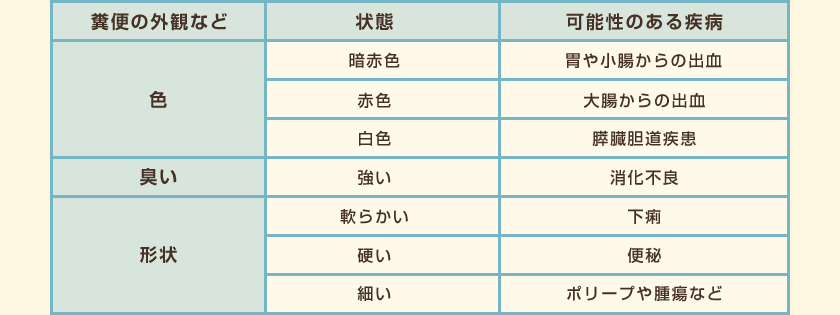 糞便の外観など 状態 可能性のある疾病
色 暗赤色 胃や小腸からの出血
赤色 大腸からの出血
白色 膵臓胆道疾患
臭い 強い 消化不良
形状 軟らかい 下痢
硬い 便秘
細い ポリープや腫瘍など